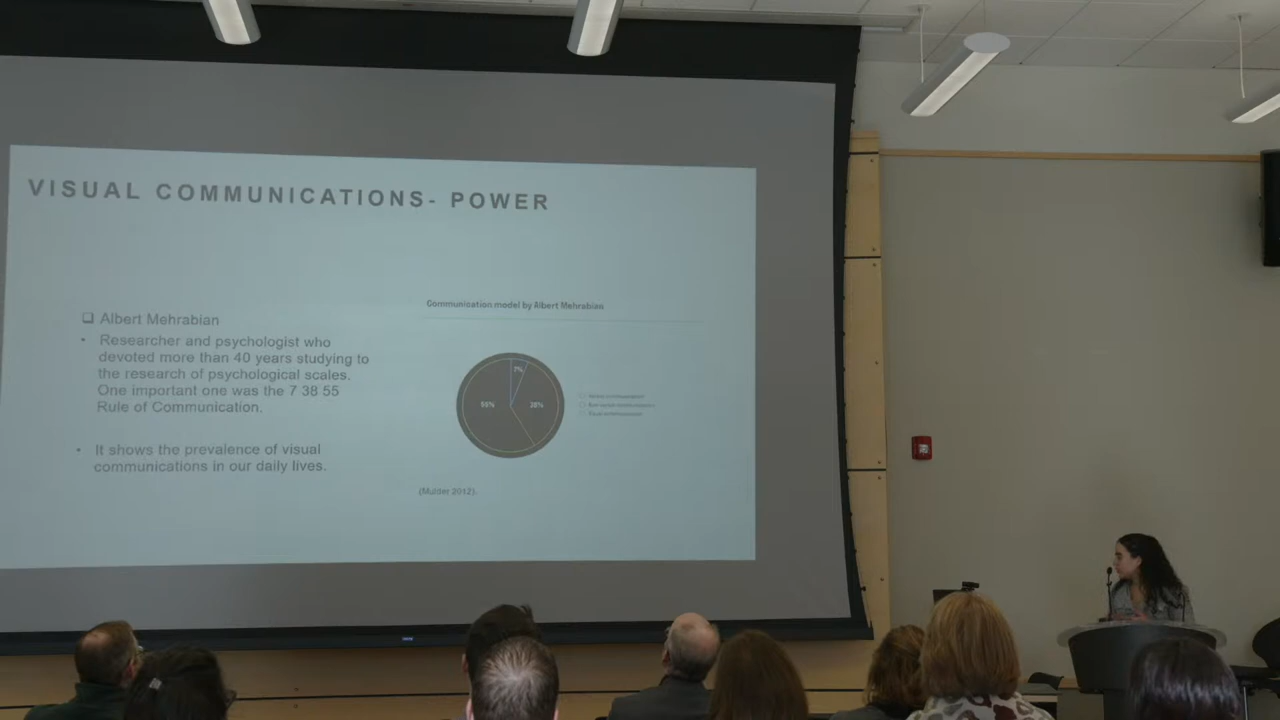 VISUAL COMMUNICATIONS- POWER
Communication model by Albert Mehrabian
❑ Albert Mehrabian
• Researcher and psychologist who
devoted more than 40 years studying to
the research of psychological scales.
One important one was the 7 38 55
Rule of Communication.
• It shows the prevalence of visual
communications in our daily lives.
7%
55%
38%
(Mulder 2012).